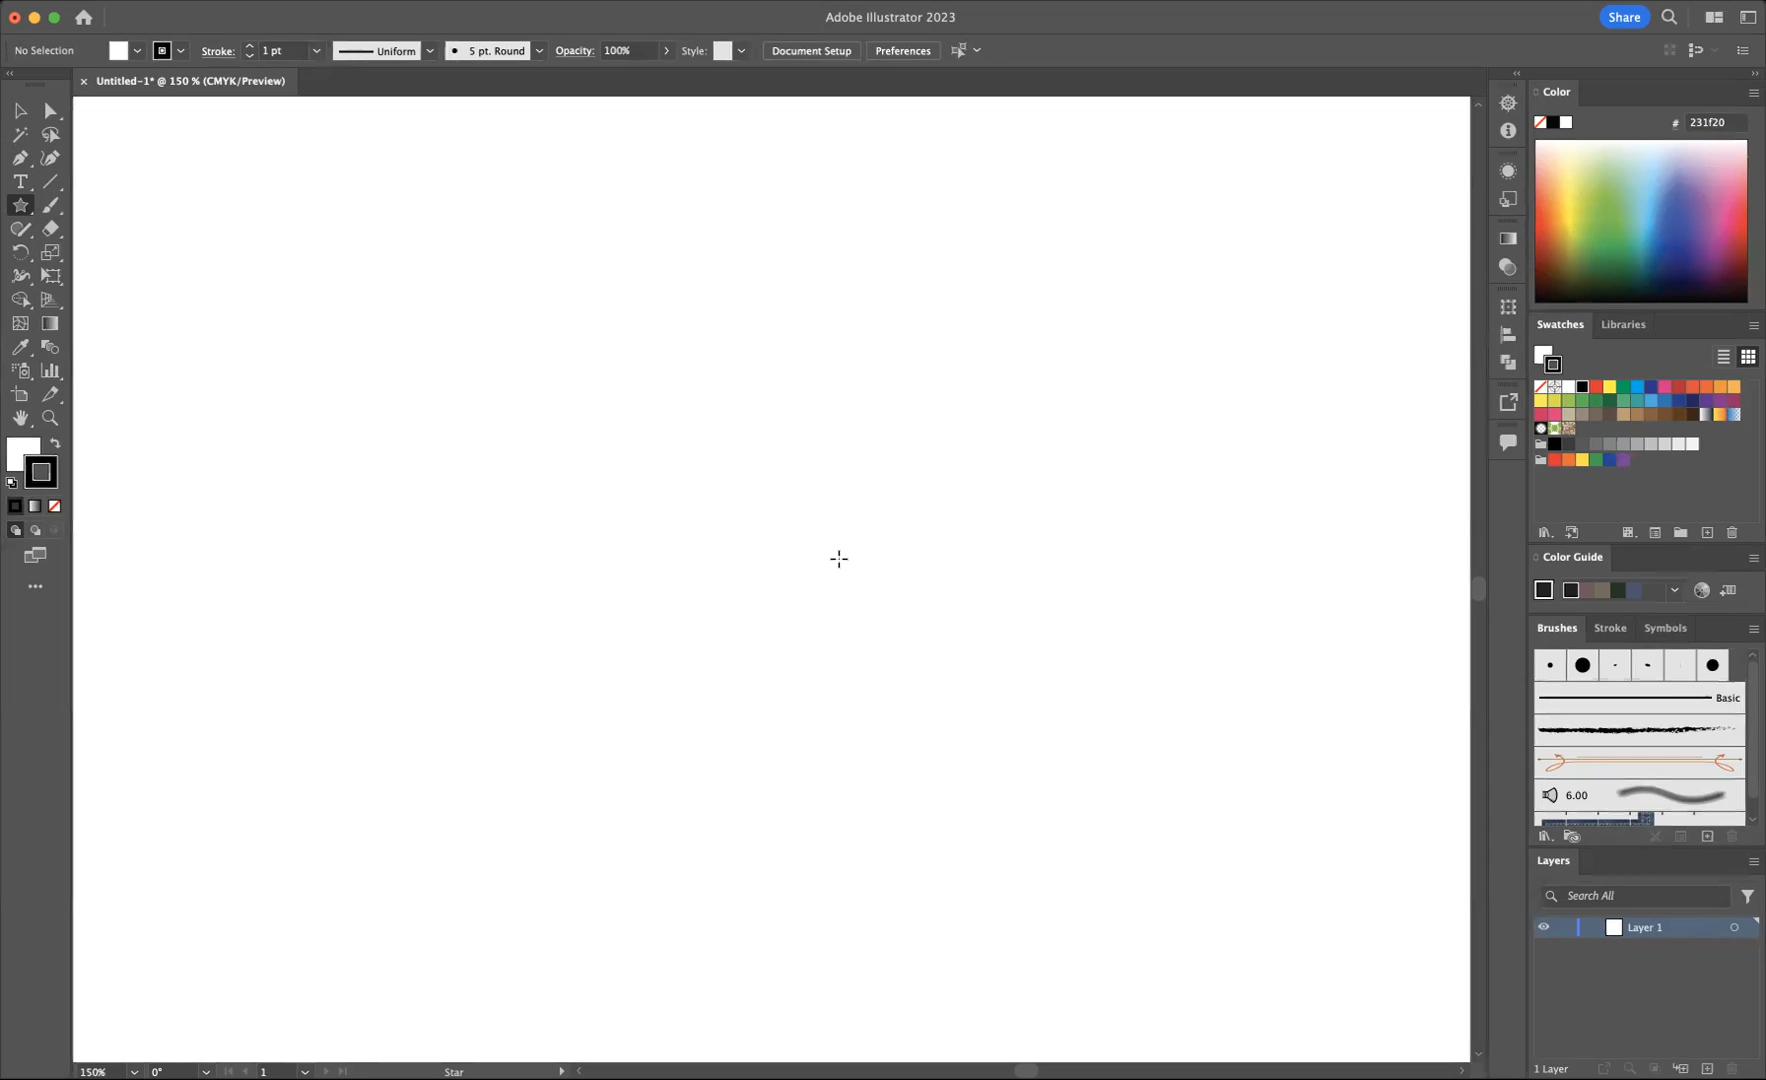 Adobe Illustrator 2023
Share
No Selection
Stroke:
1 pt
Uniform
5 pt. Round
Opacity:
100%
Style:
Document Setup
Preferences
× Untitled-1* @ 150 % (CMYK/Preview)
Color
# 231f20
Swatches
Libraries
Color Guide
Brushes
Stroke
Symbols
Basic
6.00
Layers
Search All
Layer 1
150%
0°
1
Star
1 Layer